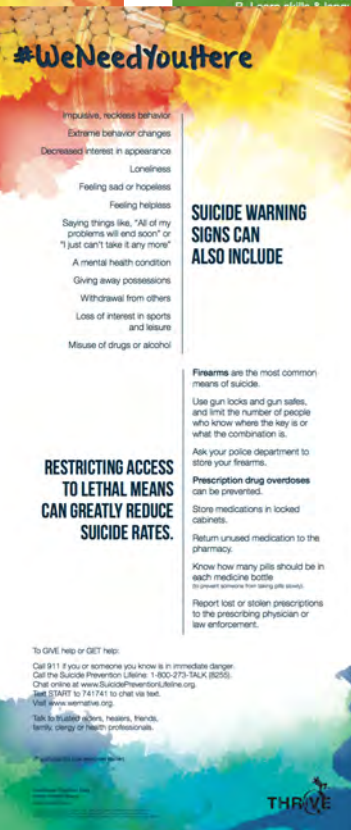 #WeNeedYouHere
Impulsive, reckless behavior
Extreme behavior changes
Decreased interest in appearance
Loneliness
Feeling sad or hopeless
Feeling helpless
Saying things like, "All of my
problems will end soon" or
"I just can't take it any more"
A mental health condition
Giving away possessions
Withdrawal from others
Loss of interest in sports
and leisure
Misuse of drugs or alcohol
SUICIDE WARNING
SIGNS CAN
ALSO INCLUDE
RESTRICTING ACCESS
TO LETHAL MEANS
CAN GREATLY REDUCE
SUICIDE RATES.
Firearms are the most common
means of suicide.
Use gun locks and gun safes,
and limit the number of people
who know where the key is or
what the combination is.
Ask your police department to
store your firearms.
Prescription drug overdoses
can be prevented.
Store medications in locked
cabinets.
Return unused medication to the
pharmacy.
Know how many pills should be in
each medicine bottle
(to prevent someone from taking pills slowly).
Report lost or stolen prescriptions
to the prescribing physician or
law enforcement.
To GIVE help or GET help:
Call 911 if you or someone you know is in immediate danger.
Call the Suicide Prevention Lifeline: 1-800-273-TALK (8255).
Chat online at www.SuicidePreventionLifeline.org.
Text START to 741741 to chat via text.
Visit www.wernative.org.
Talk to trusted elders, healers, friends,
family, clergy or health professionals.
THRIVE